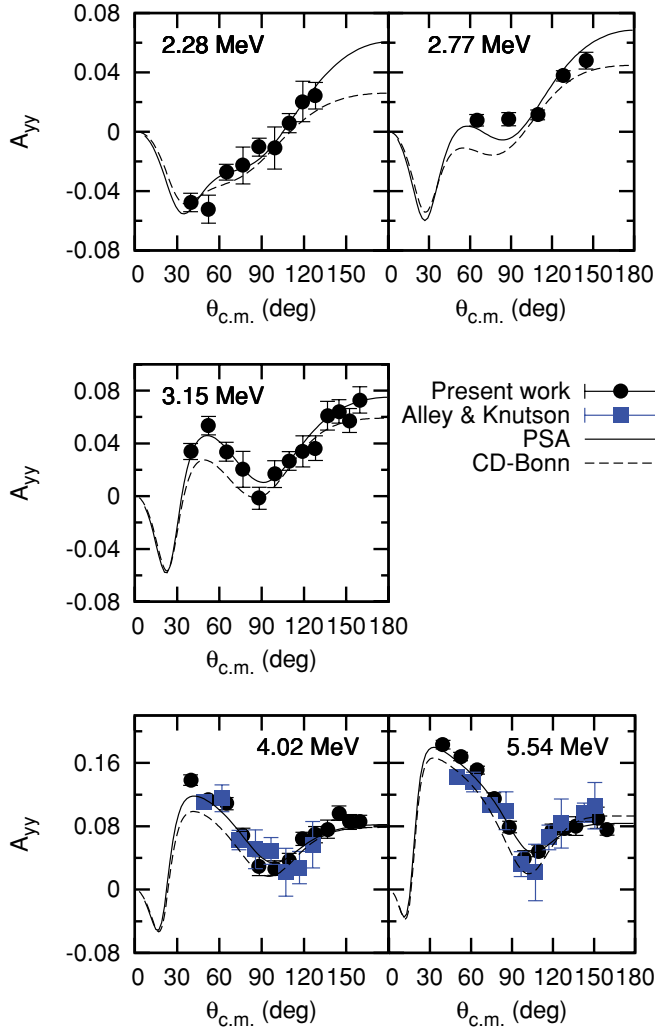 2.28 MeV
2.77 MeV
A_yy
0.08
0.04
0
-0.04
-0.08
0 30 60 90 120 150
0 30 60 90 120 150 180
θ_c.m. (deg)
θ_c.m. (deg)
3.15 MeV
A_yy
0.08
0.04
0
-0.04
-0.08
0 30 60 90 120 150 180
θ_c.m. (deg)
Present work
Alley & Knutson
PSA
CD-Bonn
4.02 MeV
5.54 MeV
A_yy
0.16
0.08
0
-0.08
0 30 60 90 120 150
0 30 60 90 120 150 180
θ_c.m. (deg)
θ_c.m. (deg)